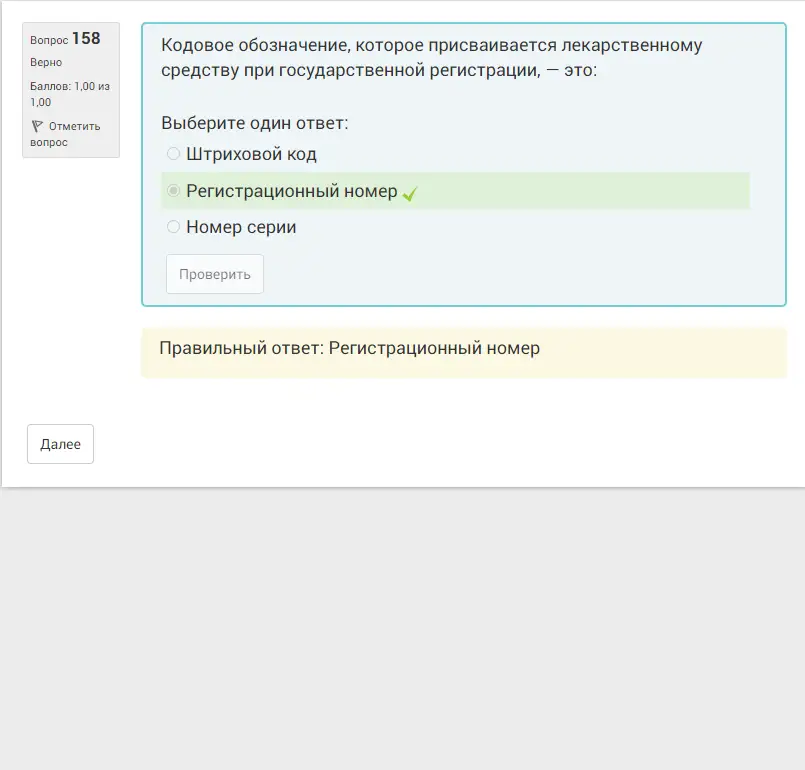 Вопрос 158
Верно
Баллов: 1,00 из
1,00
Отметить
вопрос
Кодовое обозначение, которое присваивается лекарственному
средству при государственной регистрации, — это:
Выберите один ответ:
Штриховой код
Регистрационный номер
Номер серии
Проверить
Правильный ответ: Регистрационный номер
Далее